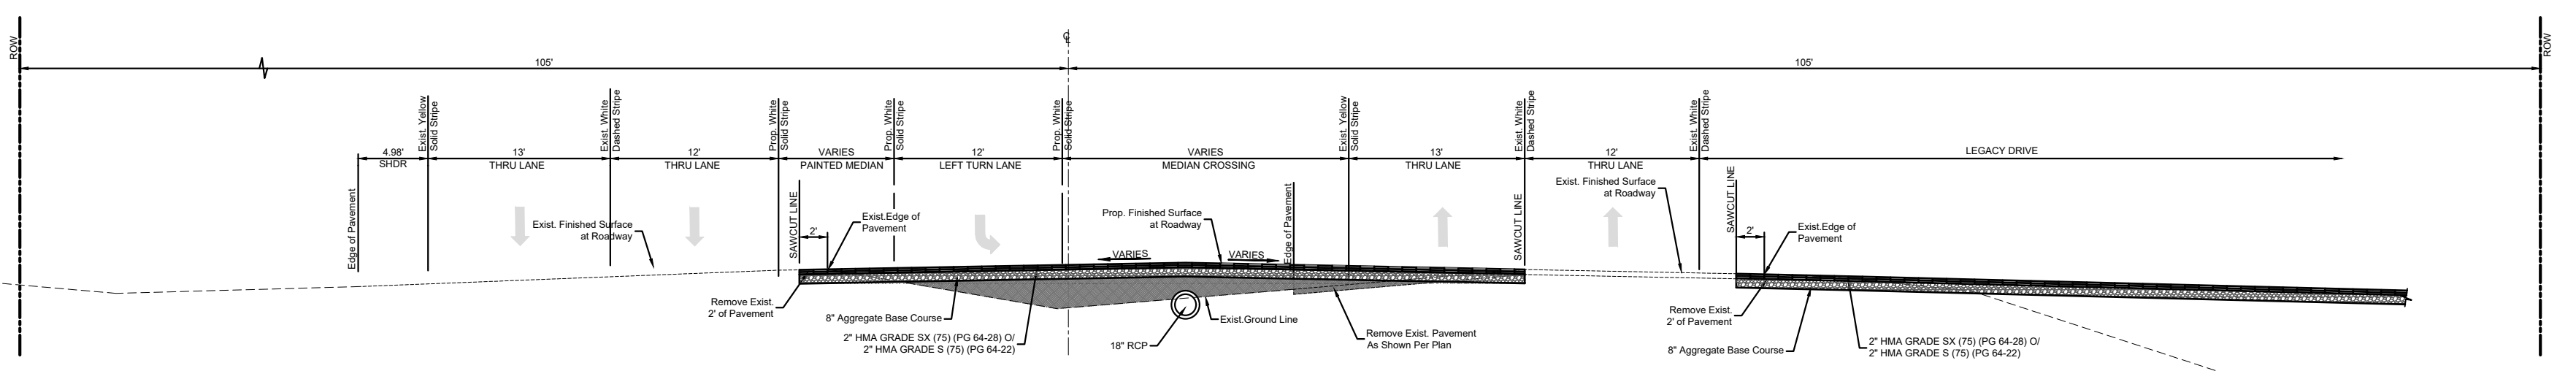 ROW
105'
℄
105'
ROW
Exist. Yellow
Solid Stripe
Exist. White
Dashed Stripe
Prop. White
Solid Stripe
Prop. White
Solid Stripe
Prop. White
Solid Stripe
Exist. Yellow
Solid Stripe
Exist. White
Dashed Stripe
Exist. White
Dashed Stripe
4.98'
SHDR
13'
THRU LANE
12'
THRU LANE
VARIES
PAINTED MEDIAN
12'
LEFT TURN LANE
VARIES
MEDIAN CROSSING
13'
THRU LANE
12'
THRU LANE
LEGACY DRIVE
Edge of Pavement
Exist. Finished Surface
at Roadway
SAWCUT LINE
2'
Exist.Edge of
Pavement
Prop. Finished Surface
at Roadway
VARIES
VARIES
Edge of Pavement
SAWCUT LINE
Exist. Finished Surface
at Roadway
SAWCUT LINE
2'
Exist.Edge of
Pavement
Remove Exist.
2' of Pavement
8" Aggregate Base Course
2" HMA GRADE SX (75) (PG 64-28) O/
2" HMA GRADE S (75) (PG 64-22)
18" RCP
Exist.Ground Line
Remove Exist. Pavement
As Shown Per Plan
Remove Exist.
2' of Pavement
8" Aggregate Base Course
2" HMA GRADE SX (75) (PG 64-28) O/
2" HMA GRADE S (75) (PG 64-22)